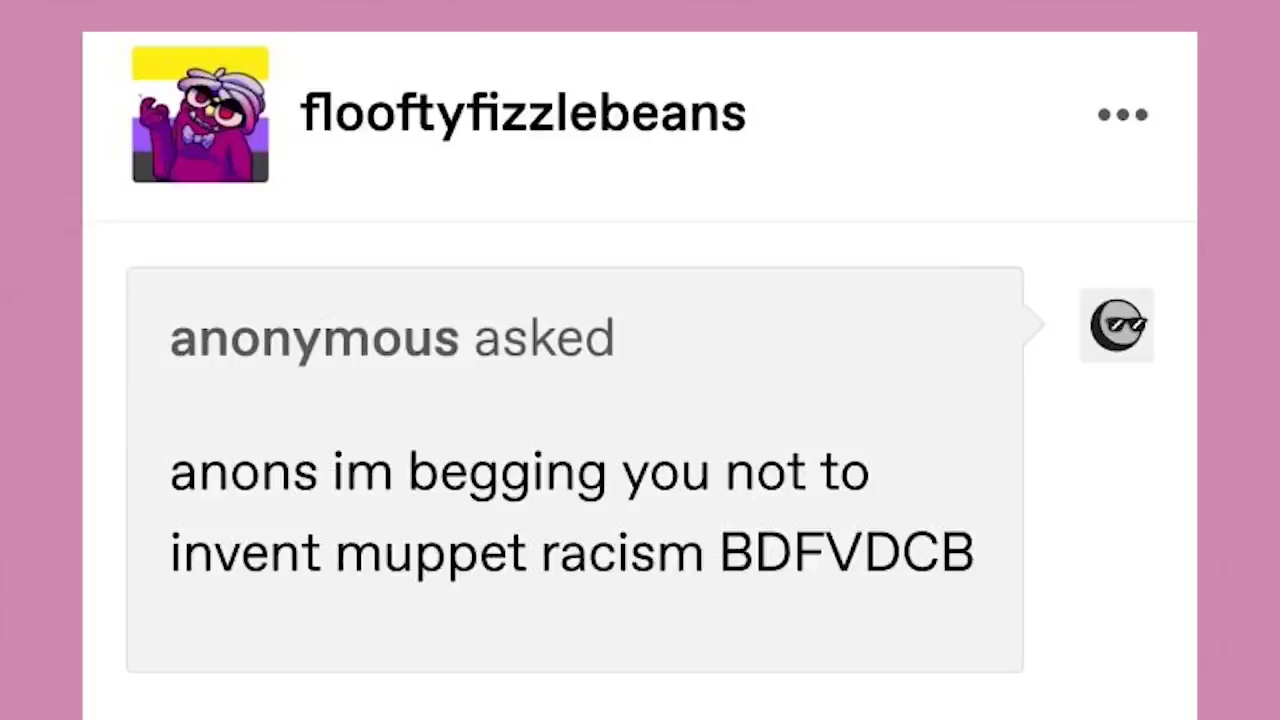 flooftyfizzlebeans
anonymous asked
anons im begging you not to
invent muppet racism BDFVDCB